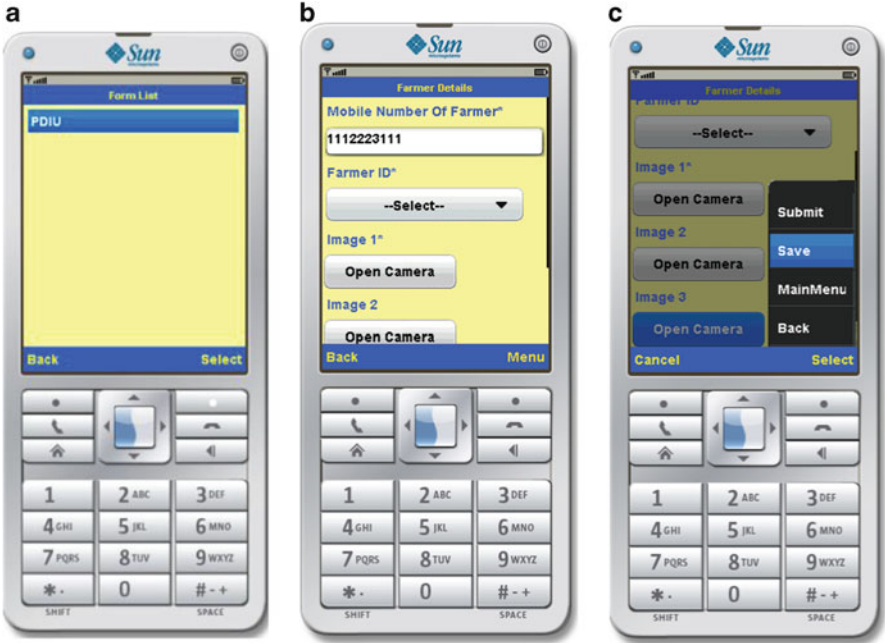 a
Sun
microsystems
Form List
PDIU
Back Select
1 2 ABC 3 DEF
4 GHI 5 JKL 6 MNO
7 PQRS 8 TUV 9 WXYZ
* . 0 # - +
SHIFT SPACE
b
Sun
microsystems
Farmer Details
Mobile Number Of Farmer*
1112223111
Farmer ID*
--Select--
Image 1*
Open Camera
Image 2
Open Camera
Back Menu
1 2 ABC 3 DEF
4 GHI 5 JKL 6 MNO
7 PQRS 8 TUV 9 WXYZ
* . 0 # - +
SHIFT SPACE
c
Sun
microsystems
Farmer Details
Farmer ID
--Select--
Image 1*
Open Camera
Image 2
Open Camera
Image 3
Open Camera
Submit
Save
MainMenu
Back
Cancel Select
1 2 ABC 3 DEF
4 GHI 5 JKL 6 MNO
7 PQRS 8 TUV 9 WXYZ
* . 0 # - +
SHIFT SPACE